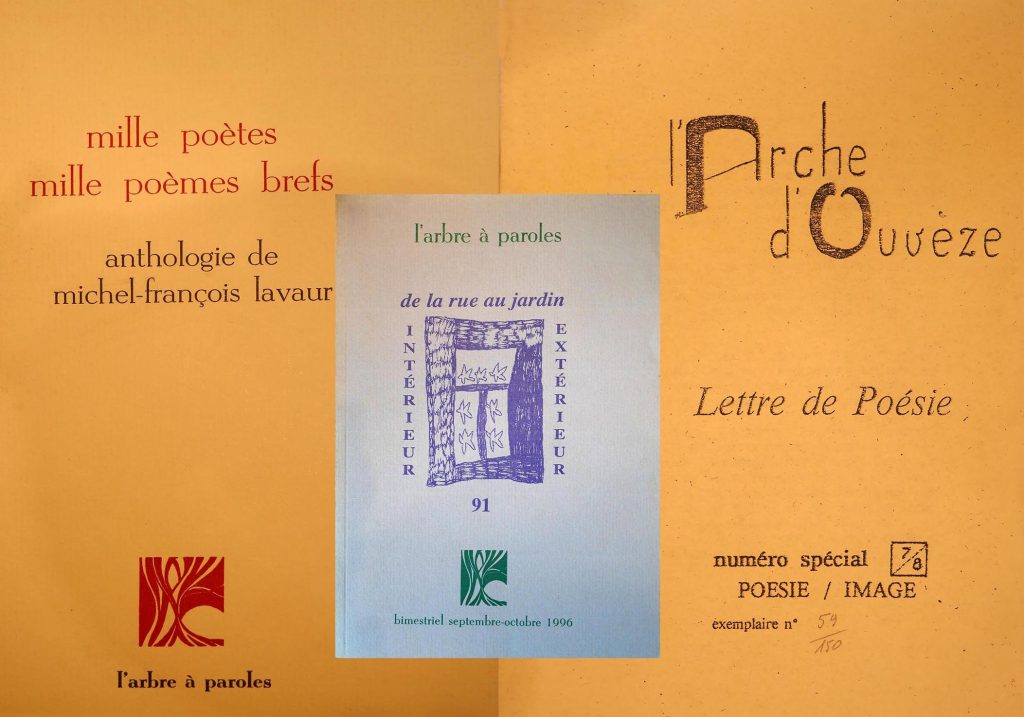 mille poètes
mille poèmes brefs
anthologie de
michel-françois lavaur
l'arbre à paroles
l'arbre à paroles
de la rue au jardin
INTÉRIEUR
EXTÉRIEUR
91
bimestriel septembre-octobre 1996
l'Arche
d'Ouvèze
Lettre de Poésie
numéro spécial 7/8
POESIE / IMAGE
exemplaire n° 59/150